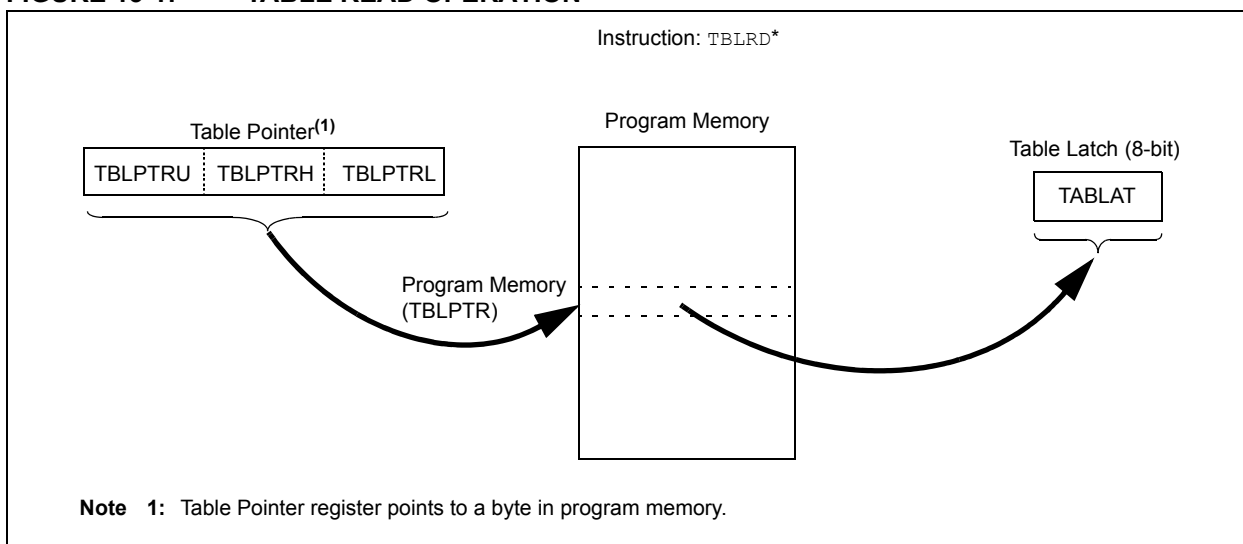 Instruction: TBLRD*
Table Pointer(1)
Program Memory
Table Latch (8-bit)
TBLPTRU TBLPTRH TBLPTRL
TABLAT
Program Memory
(TBLPTR)
Note 1: Table Pointer register points to a byte in program memory.